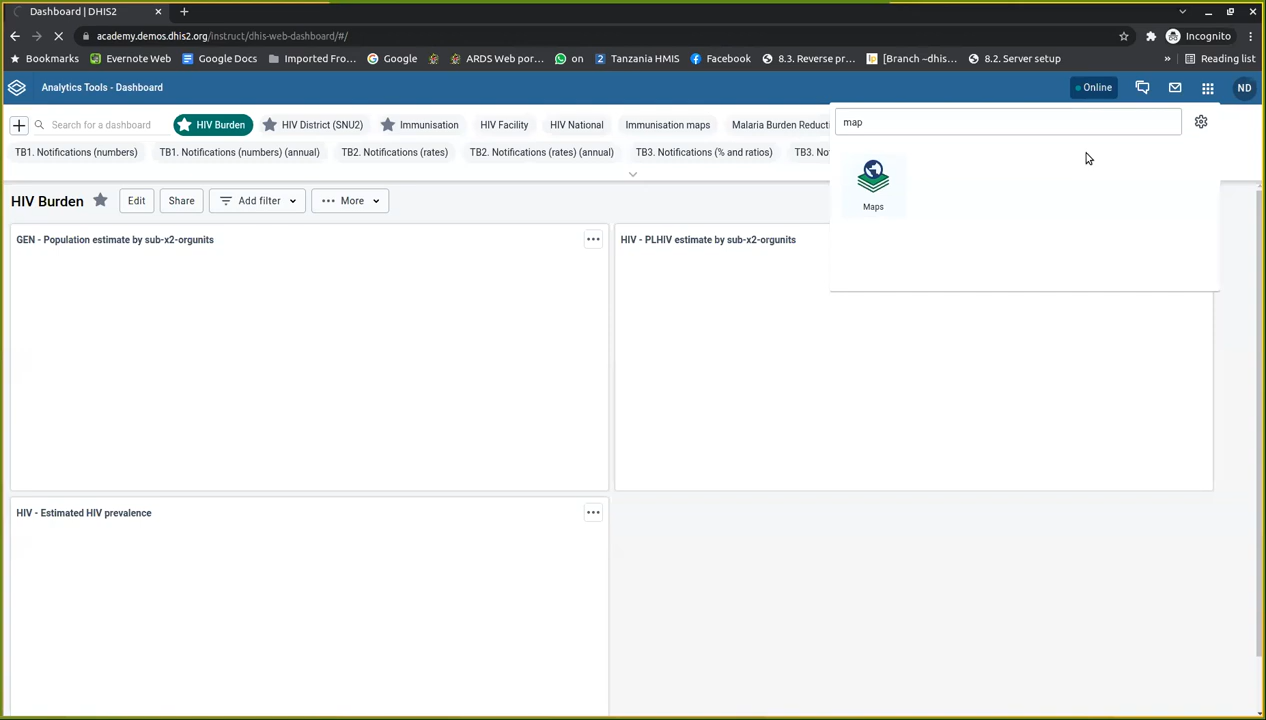 Dashboard | DHIS2
academy.demos.dhis2.org/instruct/dhis-web-dashboard/#/
Incognito
Bookmarks Evernote Web Google Docs Imported Fro... Google ARDS Web por... on Tanzania HMIS Facebook 8.3. Reverse pr... [Branch –dhis... 8.2. Server setup » Reading list
Analytics Tools - Dashboard Online ND
Search for a dashboard HIV Burden HIV District (SNU2) Immunisation HIV Facility HIV National Immunisation maps Malaria Burden Reducti
map
TB1. Notifications (numbers) TB1. Notifications (numbers) (annual) TB2. Notifications (rates) TB2. Notifications (rates) (annual) TB3. Notifications (% and ratios) TB3. No
Maps
HIV Burden Edit Share Add filter More
GEN - Population estimate by sub-x2-orgunits
HIV - PLHIV estimate by sub-x2-orgunits
HIV - Estimated HIV prevalence